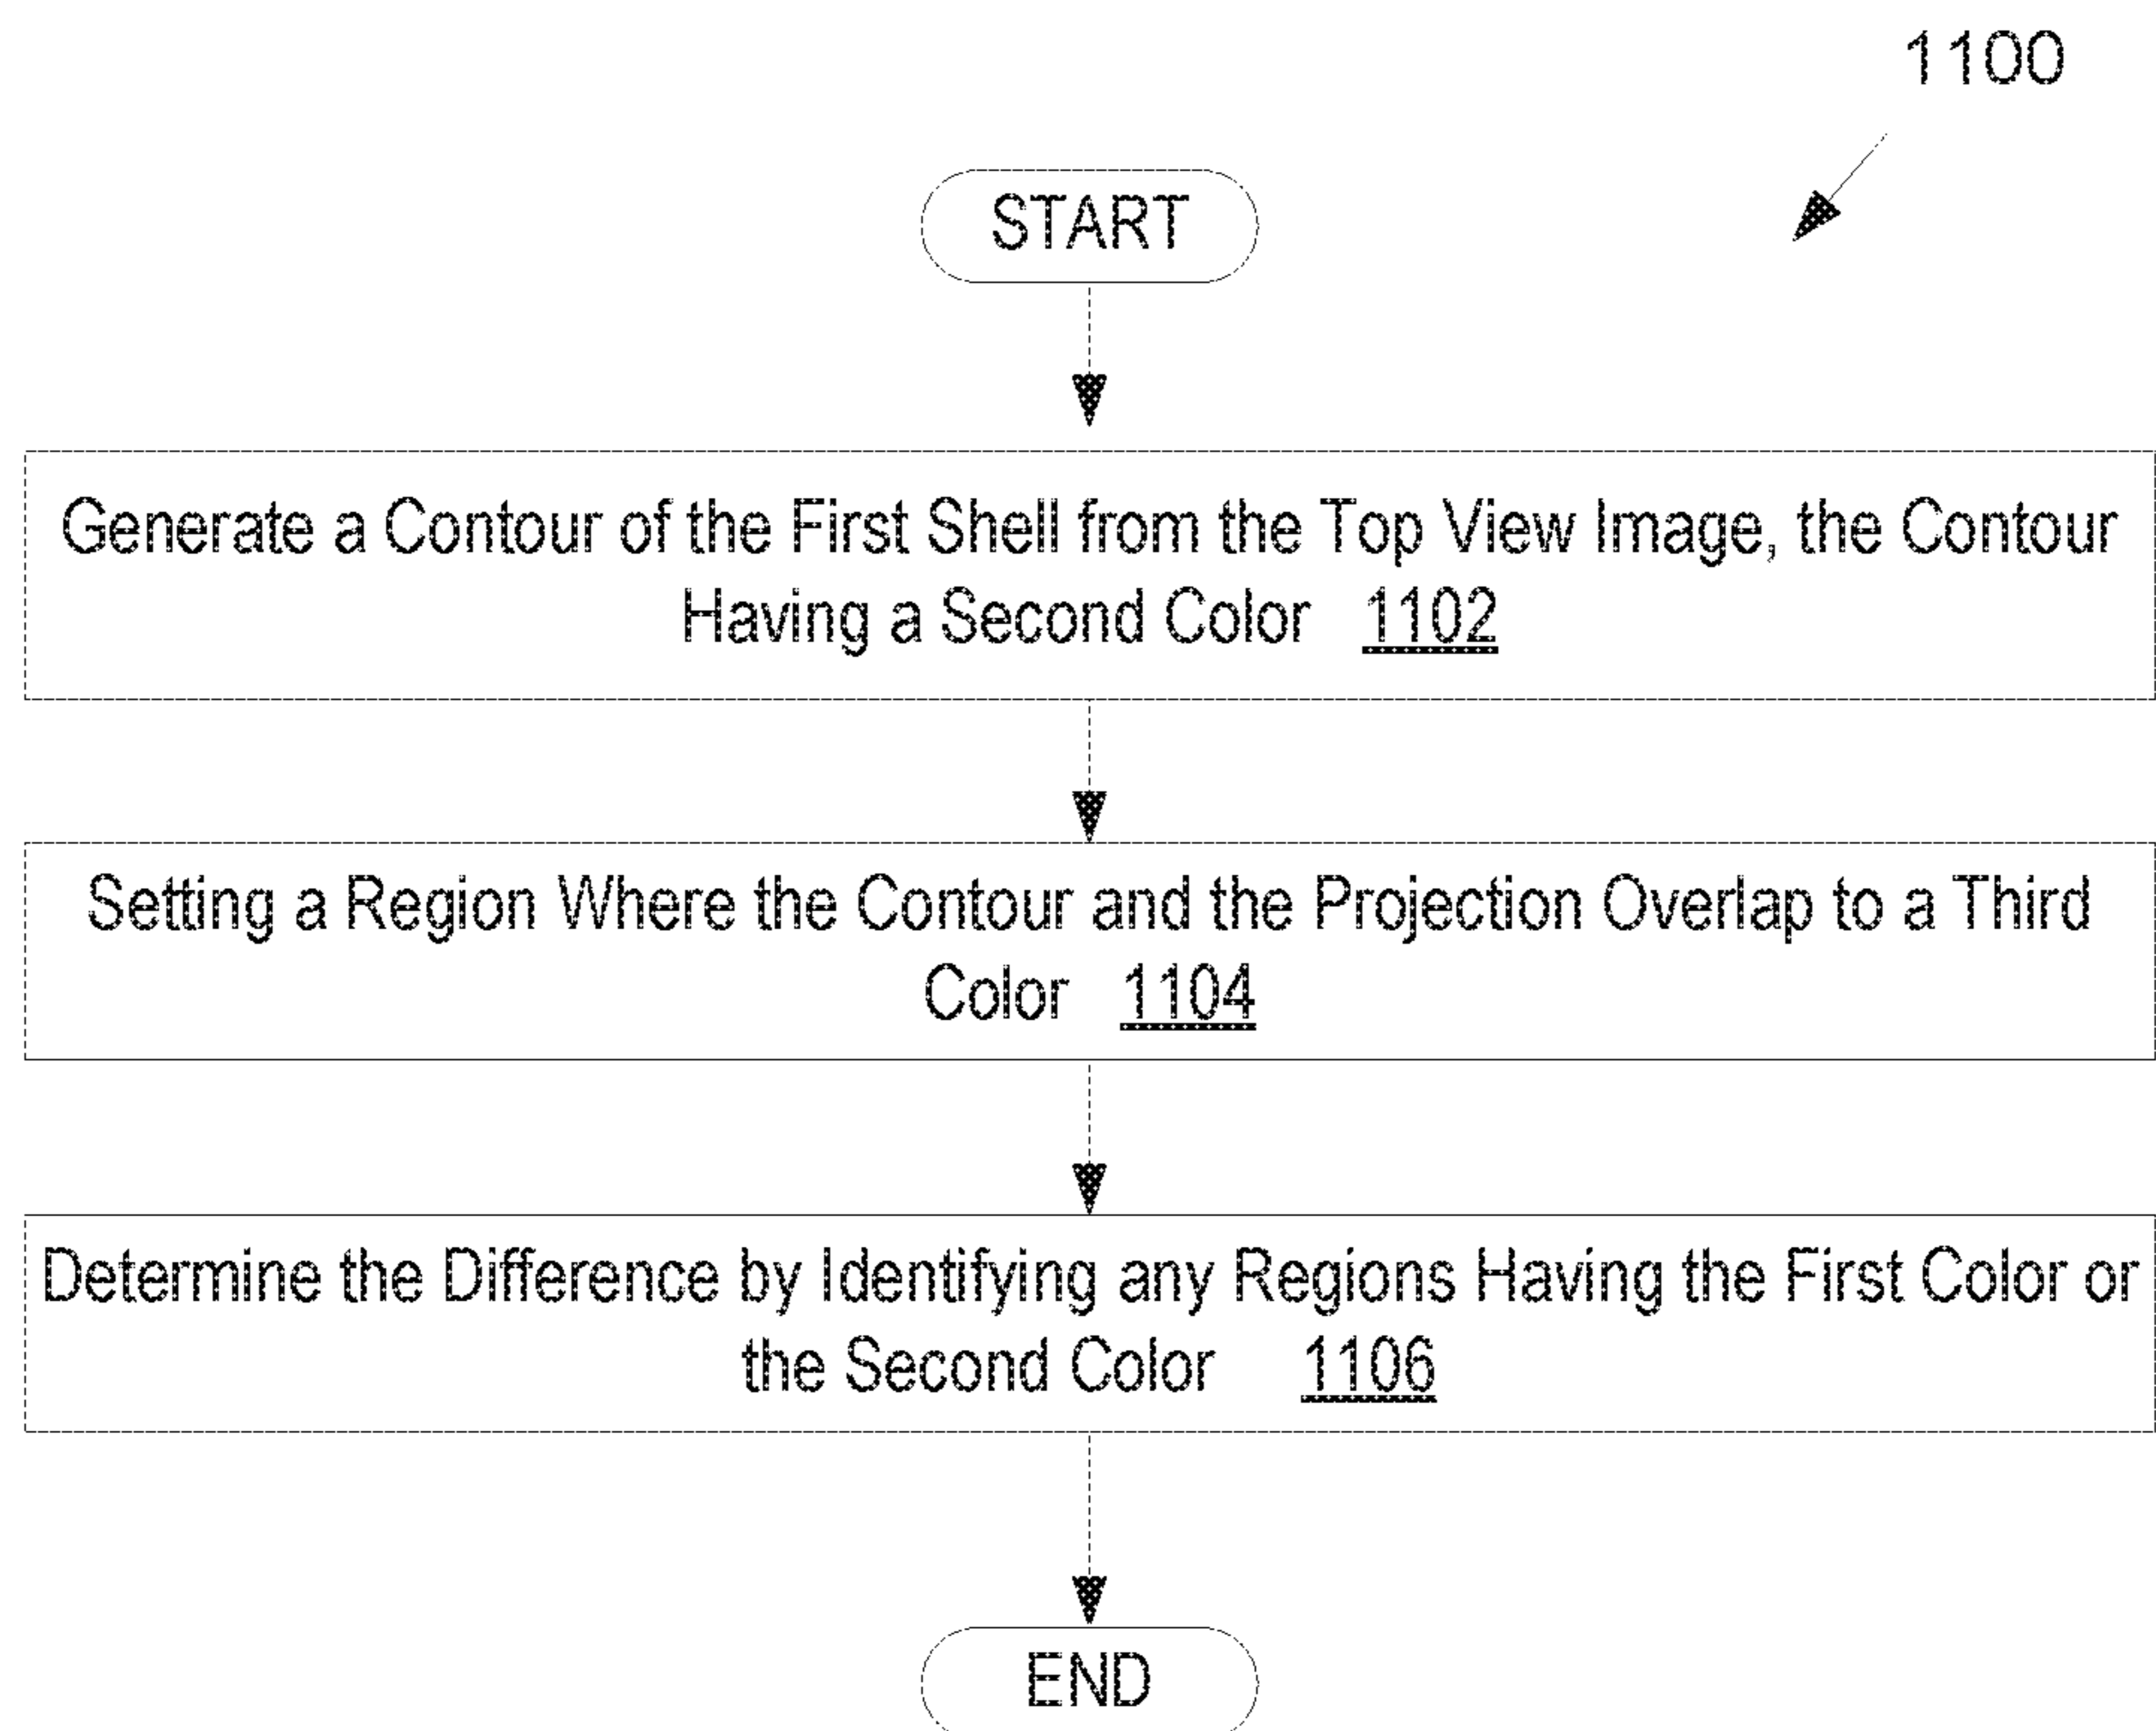 1100
START
Generate a Contour of the First Shell from the Top View Image, the Contour
Having a Second Color 1102
Setting a Region Where the Contour and the Projection Overlap to a Third
Color 1104
Determine the Difference by Identifying any Regions Having the First Color or
the Second Color 1106
END